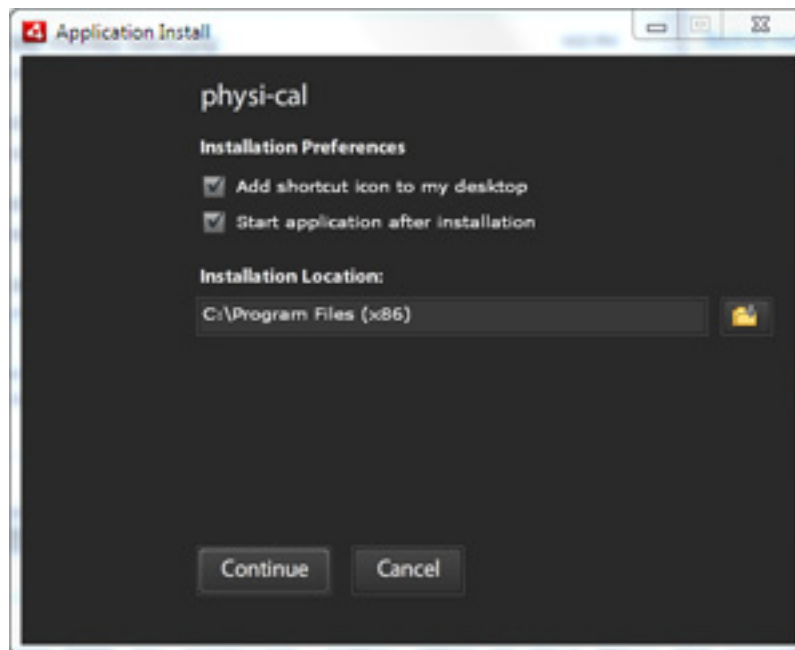 Application Install
physi-cal
Installation Preferences
Add shortcut icon to my desktop
Start application after installation
Installation Location:
C:\Program Files (x86)
Continue
Cancel